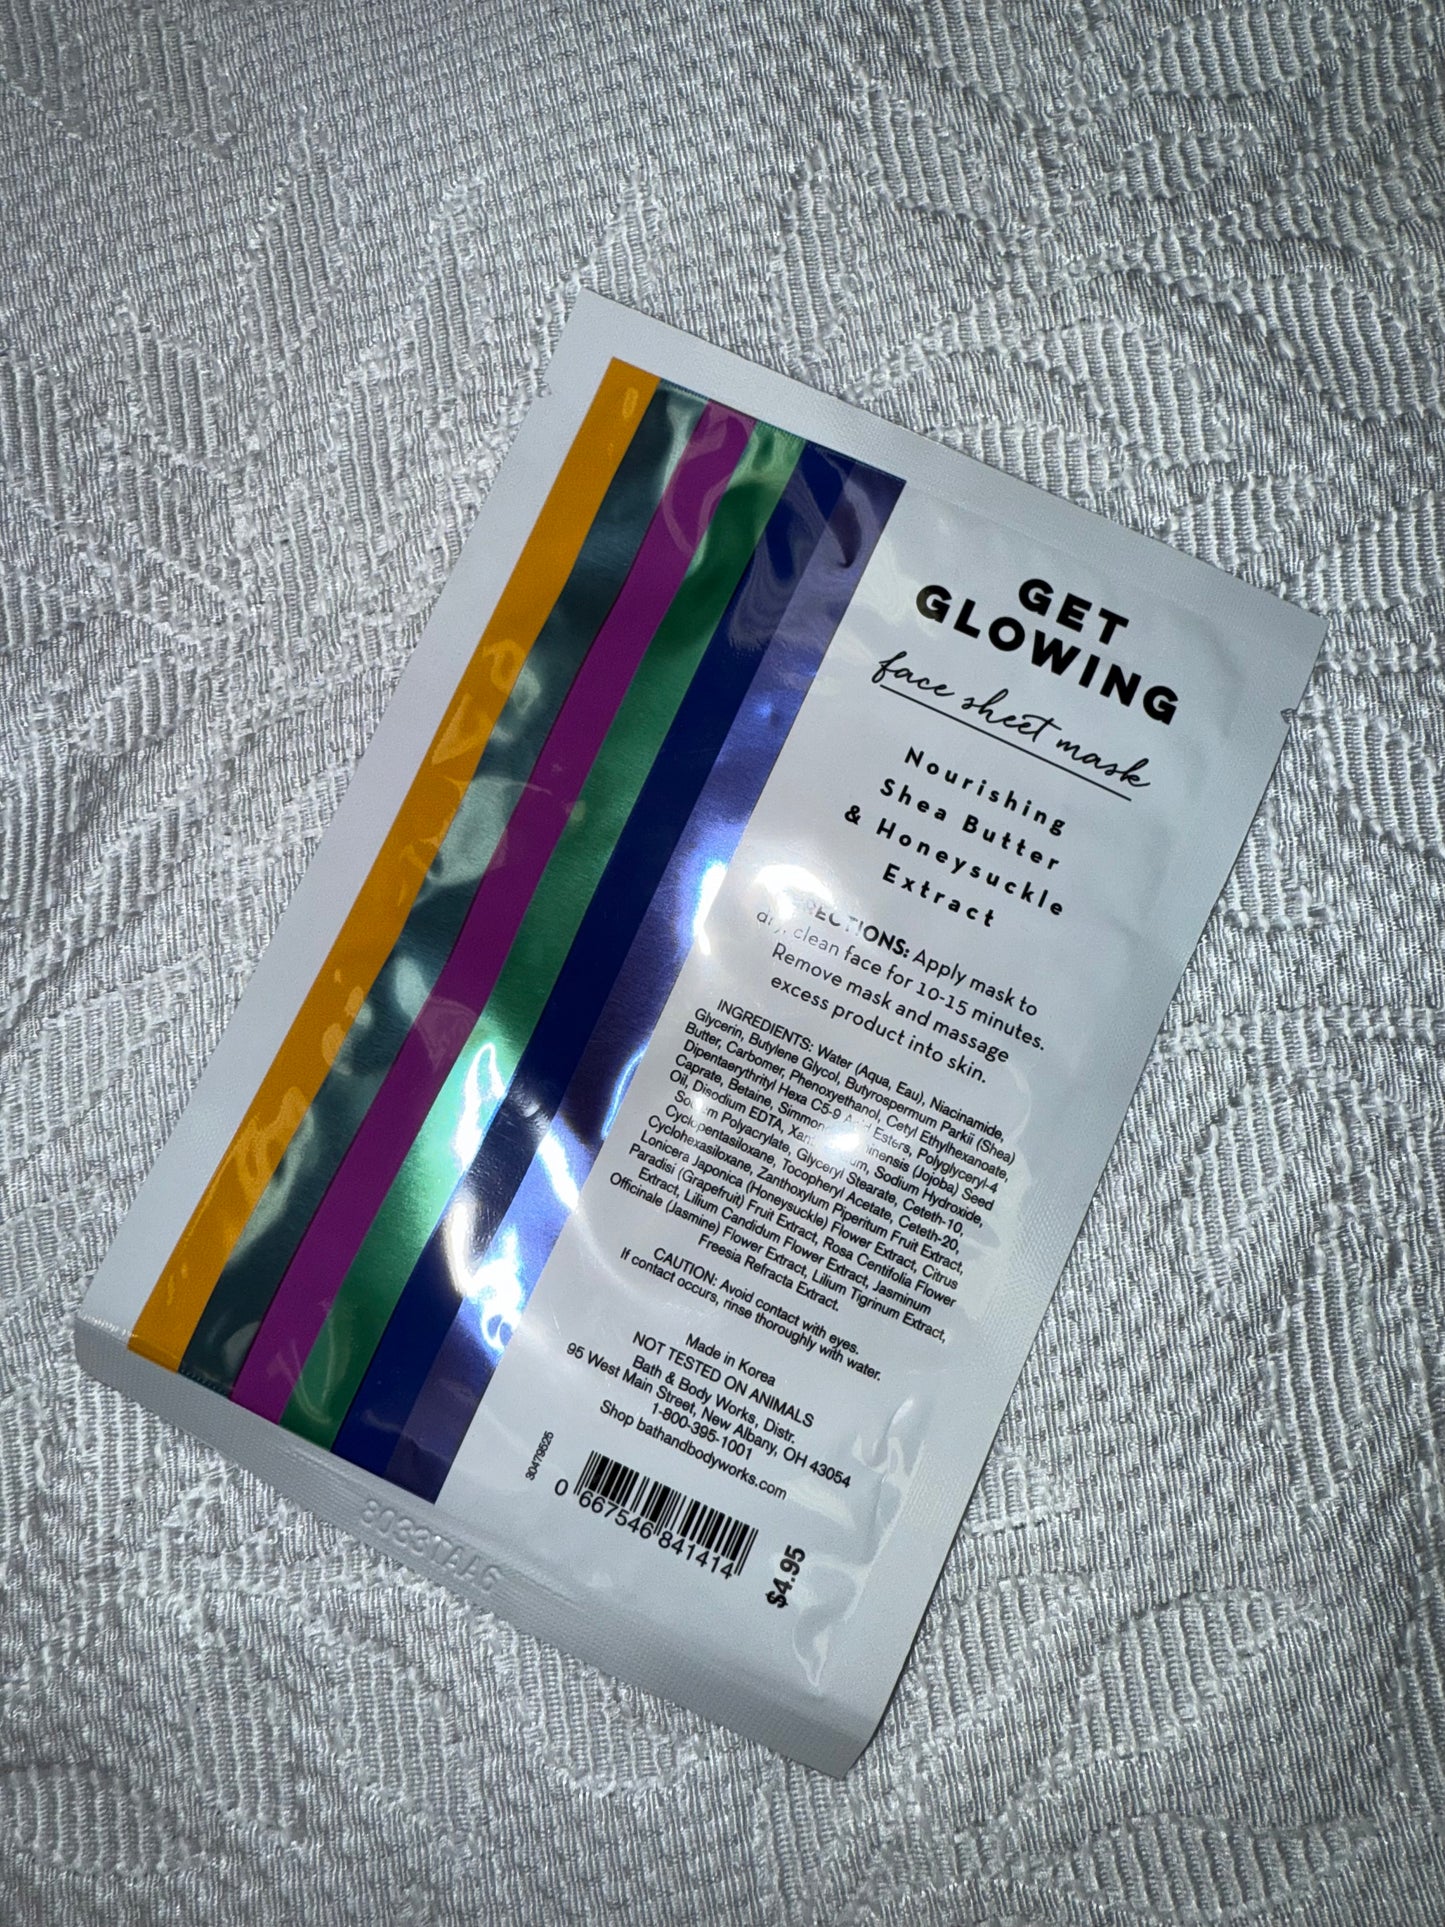 GET
GLOWING
face sheet mask
Nourishing
Shea Butter
& Honeysuckle
Extract
Apply mask to
dry, clean face for 10-15 minutes.
Remove mask and massage
excess product into skin.
INGREDIENTS: Water (Aqua, Eau), Niacinamide,
Glycerin, Butylene Glycol, Butyrospermum Parkii (Shea)
Butter, Carbomer, Phenoxyethanol, Cetyl Ethylhexanoate,
Dipentaerythrityl Hexa C5-9 Acid Esters, Polyglyceryl-4
Caprate, Betaine, (Jojoba) Seed
Oil, Disodium EDTA, Sodium Hydroxide,
Sodium Polyacrylate, Glyceryl Stearate, Ceteth-10,
Cyclopentasiloxane, Tocopheryl Acetate, Ceteth-20,
Cyclohexasiloxane, Zanthoxylum Piperitum Fruit Extract,
Lonicera Japonica (Honeysuckle) Flower Extract, Citrus
Paradisi (Grapefruit) Fruit Extract, Rosa Centifolia Flower
Extract, Lilium Candidum Flower Extract, Jasminum
Officinale (Jasmine) Flower Extract, Lilium Tigrinum Extract,
Freesia Refracta Extract.
CAUTION: Avoid contact with eyes.
If contact occurs, rinse thoroughly with water.
Made in Korea
NOT TESTED ON ANIMALS
Bath & Body Works, Distr.
95 West Main Street, New Albany, OH 43054
1-800-395-1001
Shop bathandbodyworks.com
30479525
0 667546 841414
$4.95